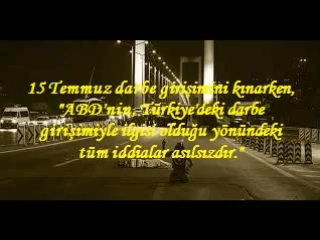 15 Temmuz darbe girişimini kınarken,
"ABD'nin, Türkiye'deki darbe
girişimiyle ilgisi olduğu yönündeki
tüm iddialar asılsızdır."